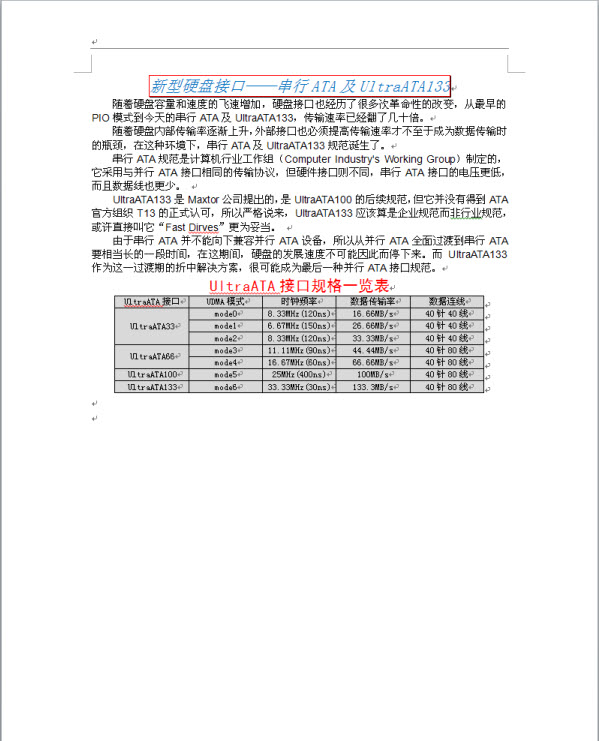 新型硬盘接口——串行 ATA 及 UltraATA133
随着硬盘容量和速度的飞速增加，硬盘接口也经历了很多次革命性的改变，从最早的
PIO 模式到今天的串行 ATA 及 UltraATA133，传输速率已经翻了几十倍。
随着硬盘内部传输率逐渐上升，外部接口也必须提高传输速率才不至于成为数据传输时
的瓶颈，在这种环境下，串行 ATA 及 UltraATA133 规范诞生了。
串行 ATA 规范是计算机行业工作组（Computer Industry's Working Group）制定的，
它采用与并行 ATA 接口相同的传输协议，但硬件接口则不同，串行 ATA 接口的电压更低，
而且数据线也更少。
UltraATA133 是 Maxtor 公司提出的，是 UltraATA100 的后续规范，但它并没有得到 ATA
官方组织 T13 的正式认可，所以严格说来，UltraATA133 应该算是企业规范而非行业规范，
或许直接叫它“Fast Dirves”更为妥当。
由于串行 ATA 并不能向下兼容并行 ATA 设备，所以从并行 ATA 全面过渡到串行 ATA
要相当长的一段时间，在这期间，硬盘的发展速度不可能因此而停下来。而 UltraATA133
作为这一过渡期的折中解决方案，很可能成为最后一种并行 ATA 接口规范。
UltraATA 接口规格一览表
UltraATA 接口 UDMA 模式 时钟频率 数据传输率 数据连线
UltraATA33 mode0 8.33MHz(120ns) 16.66MB/s 40 针 40 线
mode1 6.67MHz(150ns) 26.66MB/s 40 针 40 线
mode2 8.33MHz(120ns) 33.33MB/s 40 针 40 线
UltraATA66 mode3 11.11MHz(90ns) 44.44MB/s 40 针 80 线
mode4 16.67MHz(60ns) 66.66MB/s 40 针 80 线
UltraATA100 mode5 25MHz(400ns) 100MB/s 40 针 80 线
UltraATA133 mode6 33.33MHz(30ns) 133.3MB/s 40 针 80 线